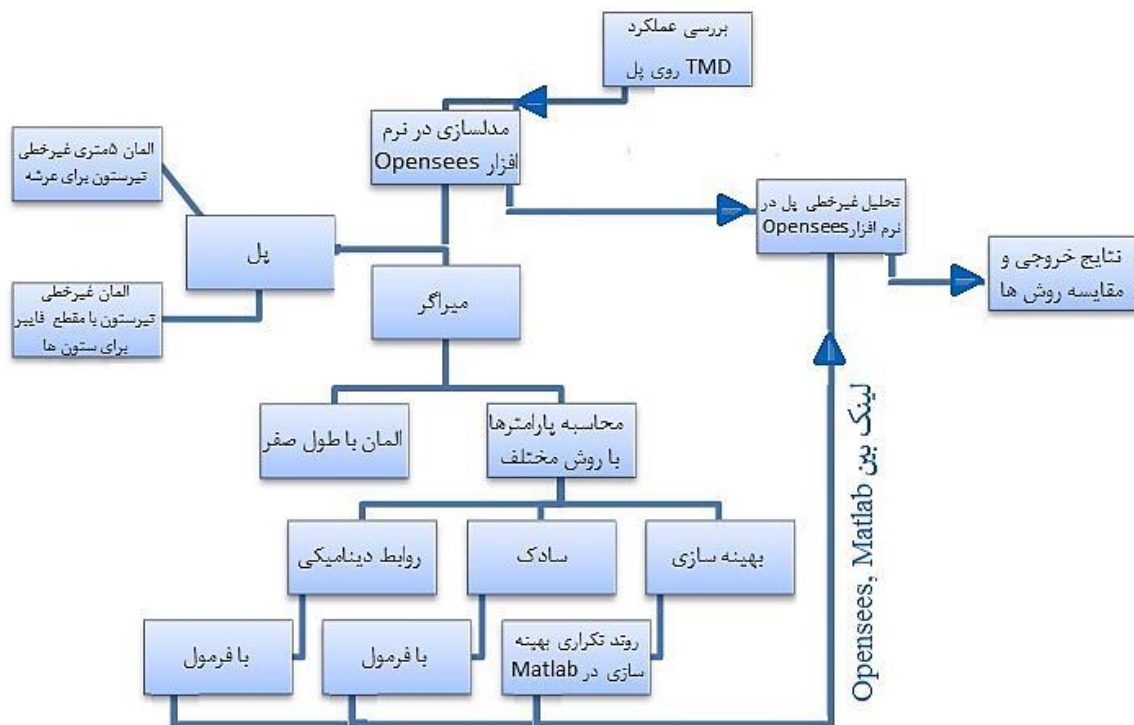 بررسی عملکرد
TMD روی پل
مدلسازی در نرم
افزار Opensees
المان ۵متری غیرخطی
تیرستون برای عرشه
تحلیل غیرخطی پل در
نرم افزارOpensees
پل
نتایج خروجی و
مقایسه روش ها
میراگر
المان غیرخطی
تیرستون با مقطع فایبر
برای ستون ها
المان با طول صفر
محاسبه پارامترها
با روش مختلف
لینک بین Opensees, Matlab
روابط دینامیکی
سادک
بهینه سازی
با فرمول
با فرمول
روند تکراری بهینه
سازی در Matlab